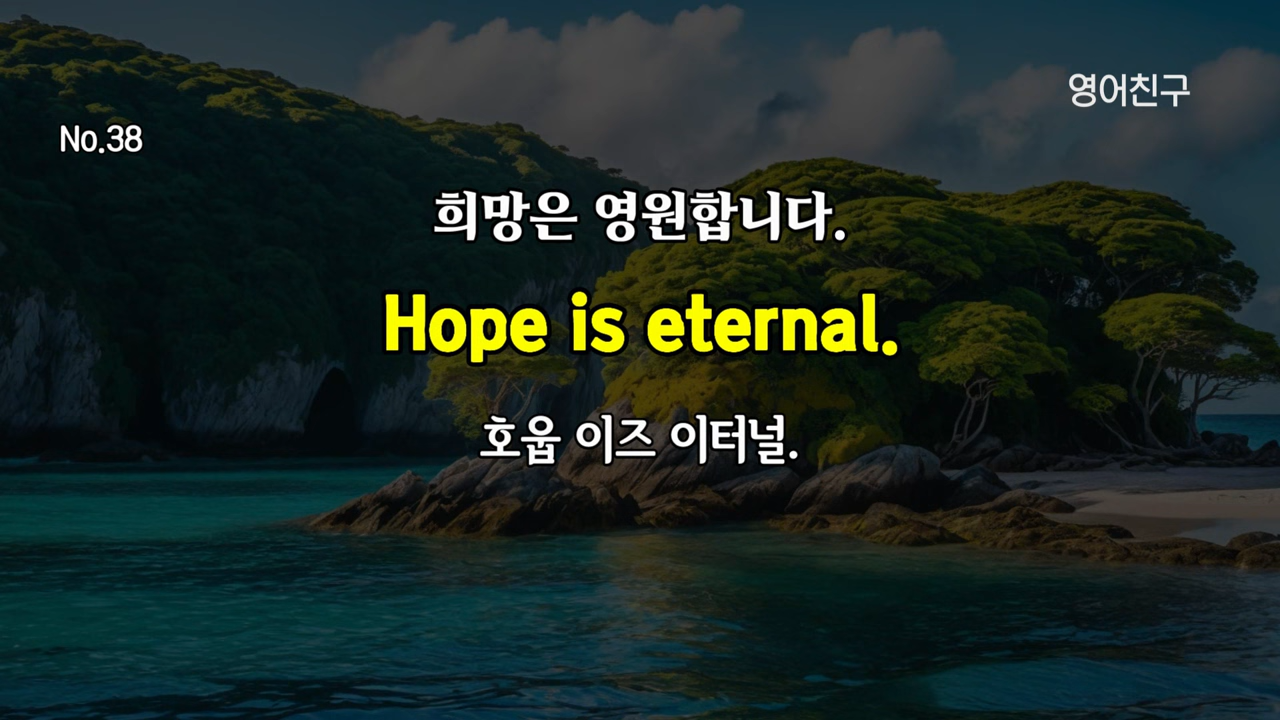 영어친구
No.38
희망은 영원합니다.
Hope is eternal.
호웁 이즈 이터널.